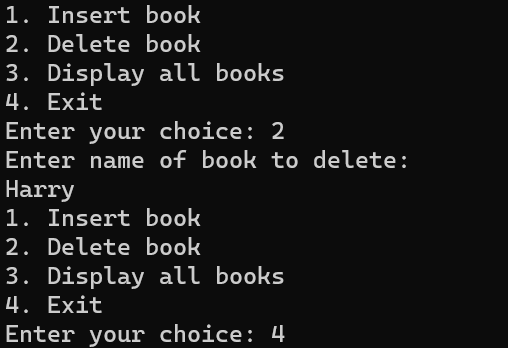 1. Insert book
2. Delete book
3. Display all books
4. Exit
Enter your choice: 2
Enter name of book to delete:
Harry
1. Insert book
2. Delete book
3. Display all books
4. Exit
Enter your choice: 4